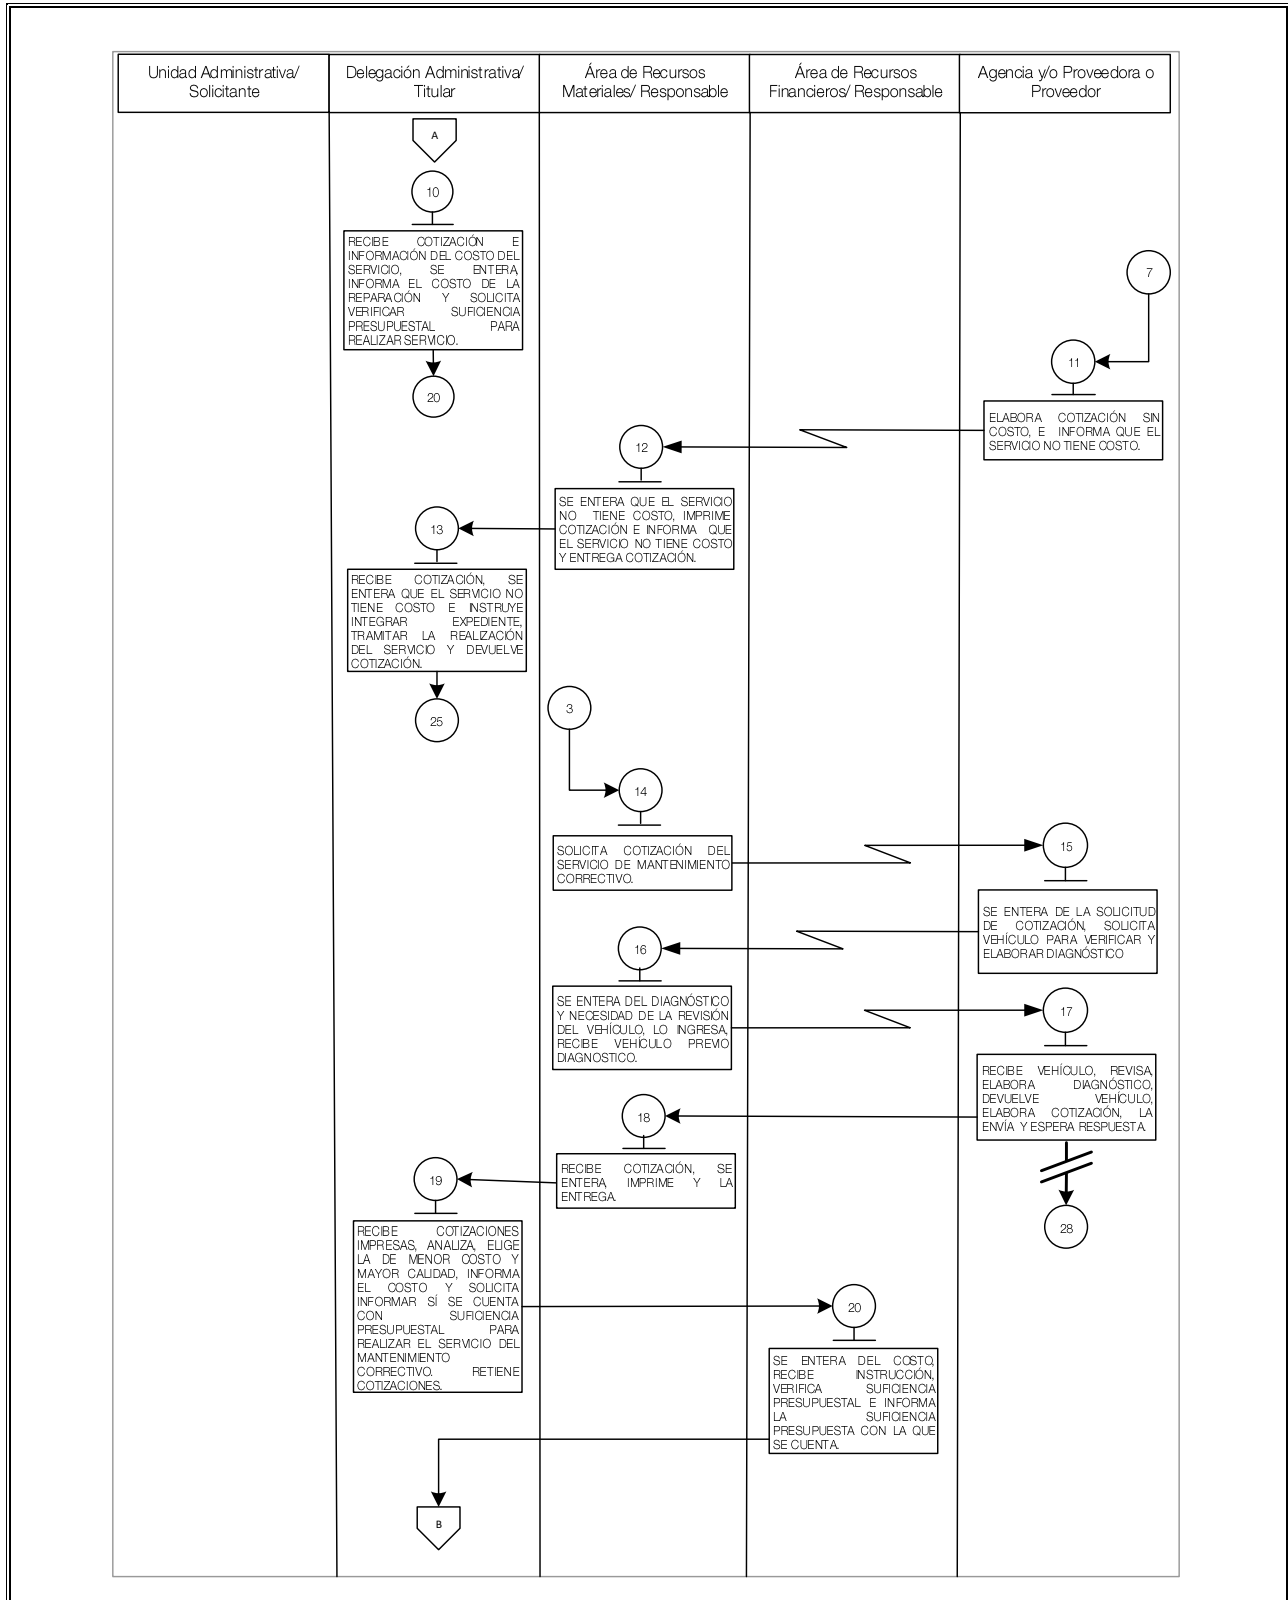 Unidad Administrativa/
Solicitante
Delegación Administrativa/
Titular
Área de Recursos
Materiales/ Responsable
Área de Recursos
Financieros/ Responsable
Agencia y/o Proveedora o
Proveedor
A
10
RECIBE COTIZACIÓN E
INFORMACIÓN DEL COSTO DEL
SERVICIO, SE ENTERA,
INFORMA EL COSTO DE LA
REPARACIÓN Y SOLICITA
VERIFICAR SUFICIENCIA
PRESUPUESTAL PARA
REALIZAR SERVICIO.
20
7
11
ELABORA COTIZACIÓN SIN
COSTO, E INFORMA QUE EL
SERVICIO NO TIENE COSTO.
12
SE ENTERA QUE EL SERVICIO
NO TIENE COSTO, IMPRIME
COTIZACIÓN E INFORMA QUE
EL SERVICIO NO TIENE COSTO
Y ENTREGA COTIZACIÓN.
13
RECIBE COTIZACIÓN, SE
ENTERA QUE EL SERVICIO NO
TIENE COSTO E INSTRUYE
INTEGRAR EXPEDIENTE,
TRAMITAR LA REALIZACIÓN
DEL SERVICIO Y DEVUELVE
COTIZACIÓN.
25
3
14
SOLICITA COTIZACIÓN DEL
SERVICIO DE MANTENIMIENTO
CORRECTIVO.
15
SE ENTERA DE LA SOLICITUD
DE COTIZACIÓN, SOLICITA
VEHÍCULO PARA VERIFICAR Y
ELABORAR DIAGNÓSTICO
16
SE ENTERA DEL DIAGNÓSTICO
Y NECESIDAD DE LA REVISIÓN
DEL VEHÍCULO, LO INGRESA,
RECIBE VEHÍCULO PREVIO
DIAGNOSTICO.
17
RECIBE VEHÍCULO, REVISA,
ELABORA DIAGNÓSTICO,
DEVUELVE VEHÍCULO,
ELABORA COTIZACIÓN, LA
ENVÍA Y ESPERA RESPUESTA.
28
18
RECIBE COTIZACIÓN, SE
ENTERA, IMPRIME Y LA
ENTREGA.
19
RECIBE COTIZACIONES
IMPRESAS, ANALIZA, ELIGE
LA DE MENOR COSTO Y
MAYOR CALIDAD, INFORMA
EL COSTO Y SOLICITA
INFORMAR SÍ SE CUENTA
CON SUFICIENCIA
PRESUPUESTAL PARA
REALIZAR EL SERVICIO DEL
MANTENIMIENTO
CORRECTIVO. RETIENE
COTIZACIONES.
20
SE ENTERA DEL COSTO,
RECIBE INSTRUCCIÓN,
VERIFICA SUFICIENCIA
PRESUPUESTAL E INFORMA
LA SUFICIENCIA
PRESUPUESTA CON LA QUE
SE CUENTA.
B